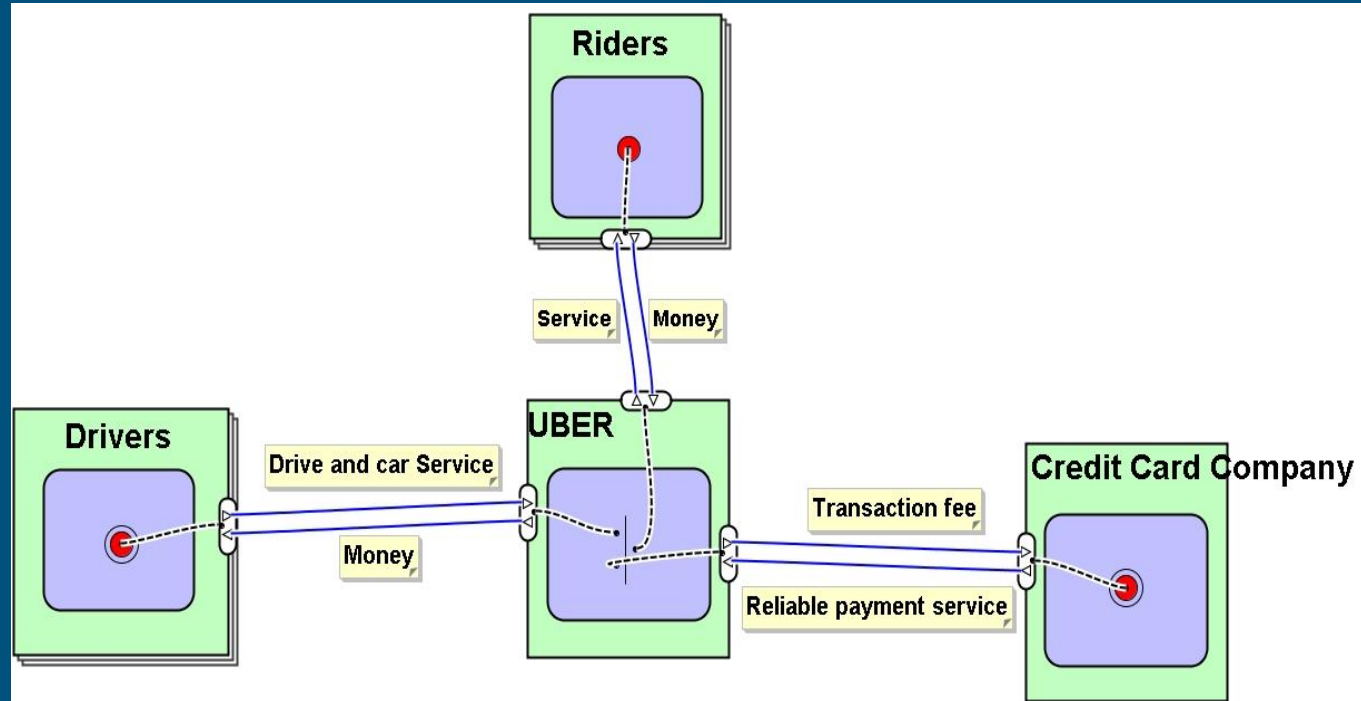 Riders
Service
Money
Drivers
Drive and car Service
Money
UBER
Transaction fee
Reliable payment service
Credit Card Company